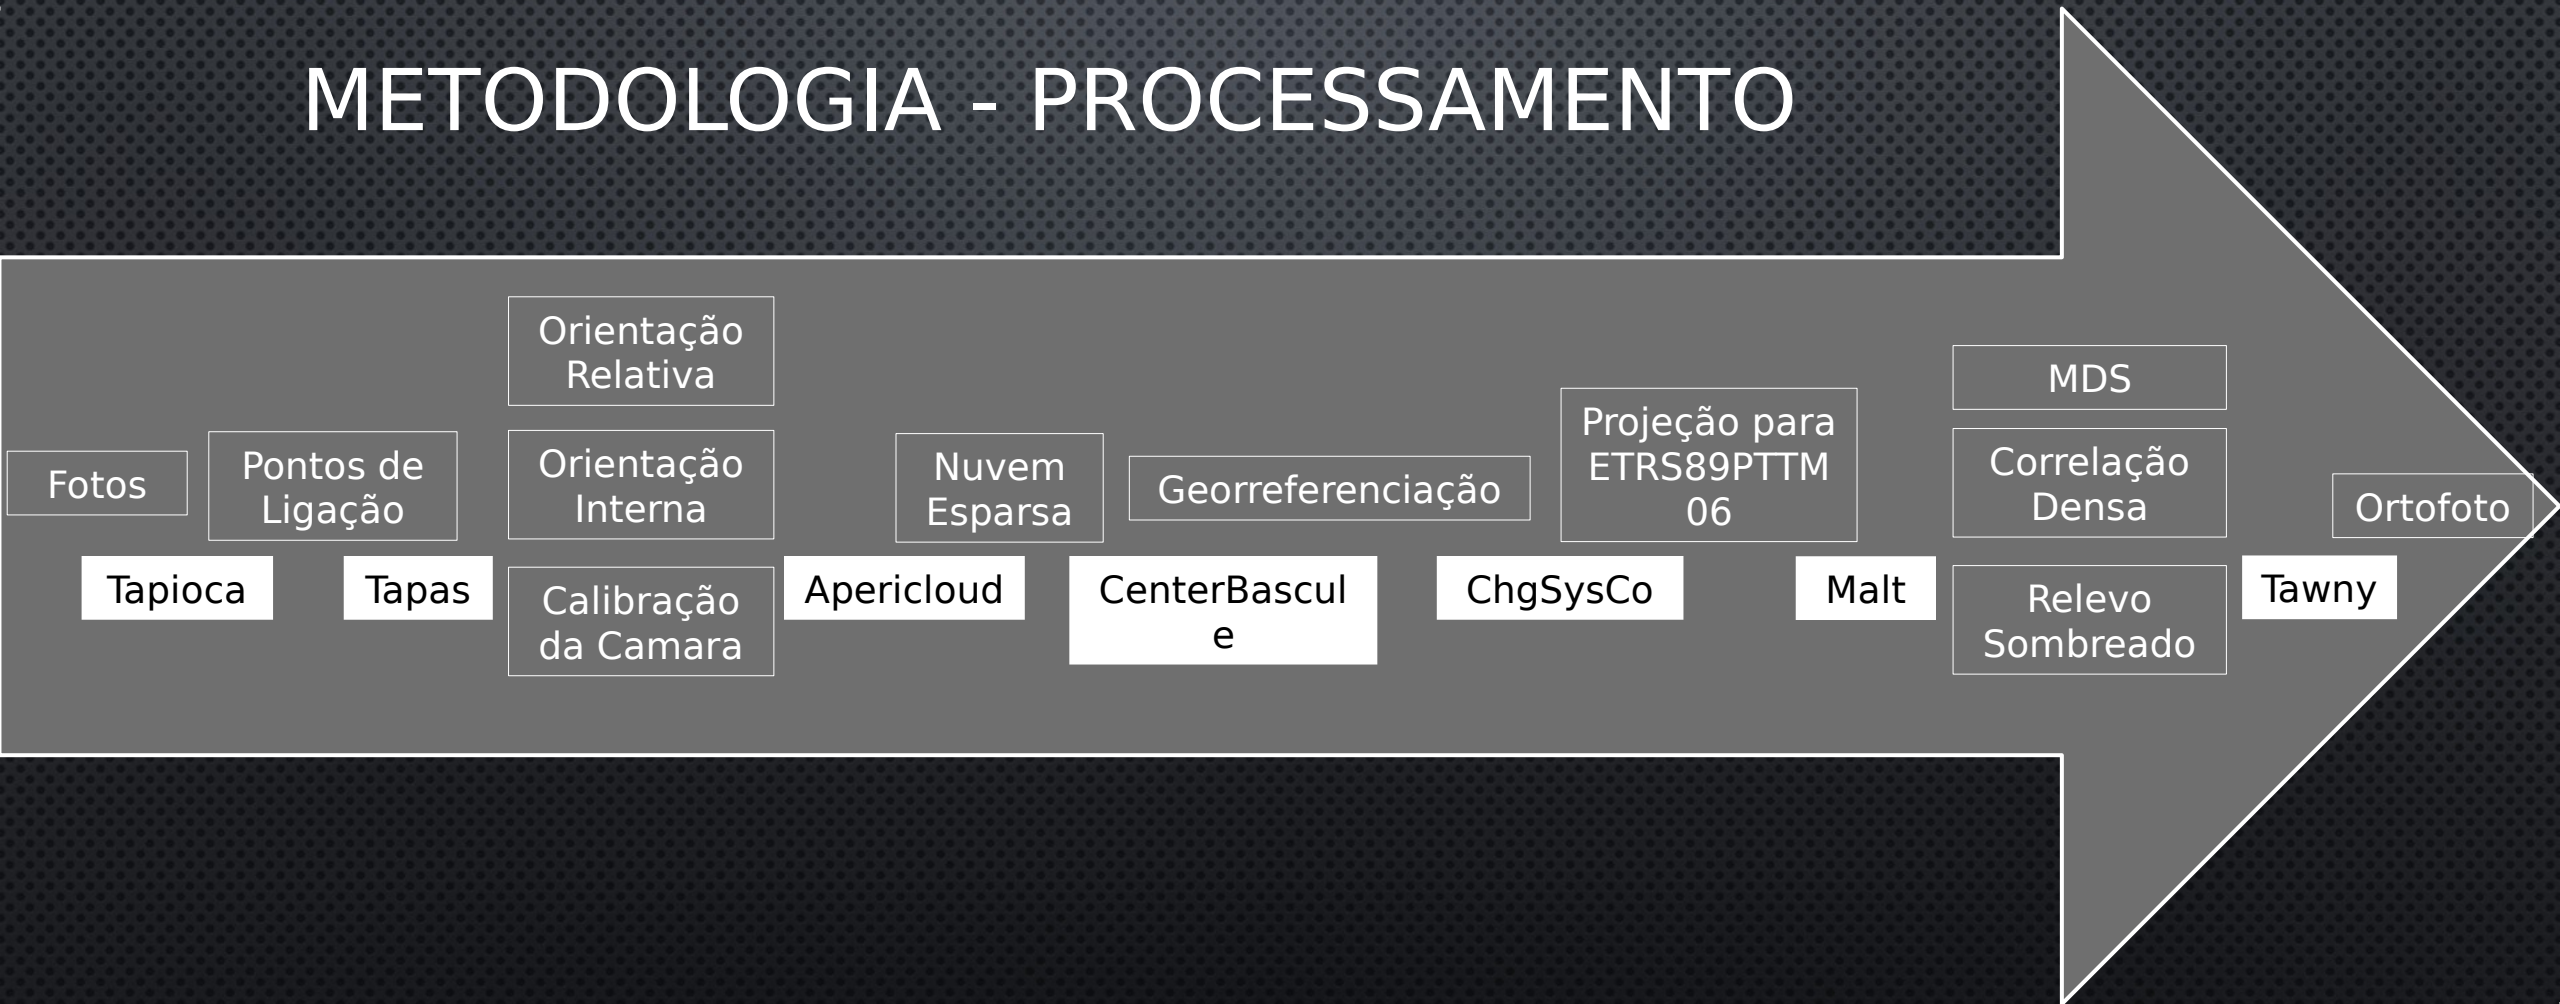 METODOLOGIA - PROCESSAMENTO
Fotos
Tapioca
Pontos de
Ligação
Tapas
Orientação
Relativa
Orientação
Interna
Calibração
da Camara
Apericloud
Nuvem
Esparsa
CenterBascul
e
Georreferenciação
ChgSysCo
Projeção para
ETRS89PTTM
06
Malt
MDS
Correlação
Densa
Relevo
Sombreado
Tawny
Ortofoto